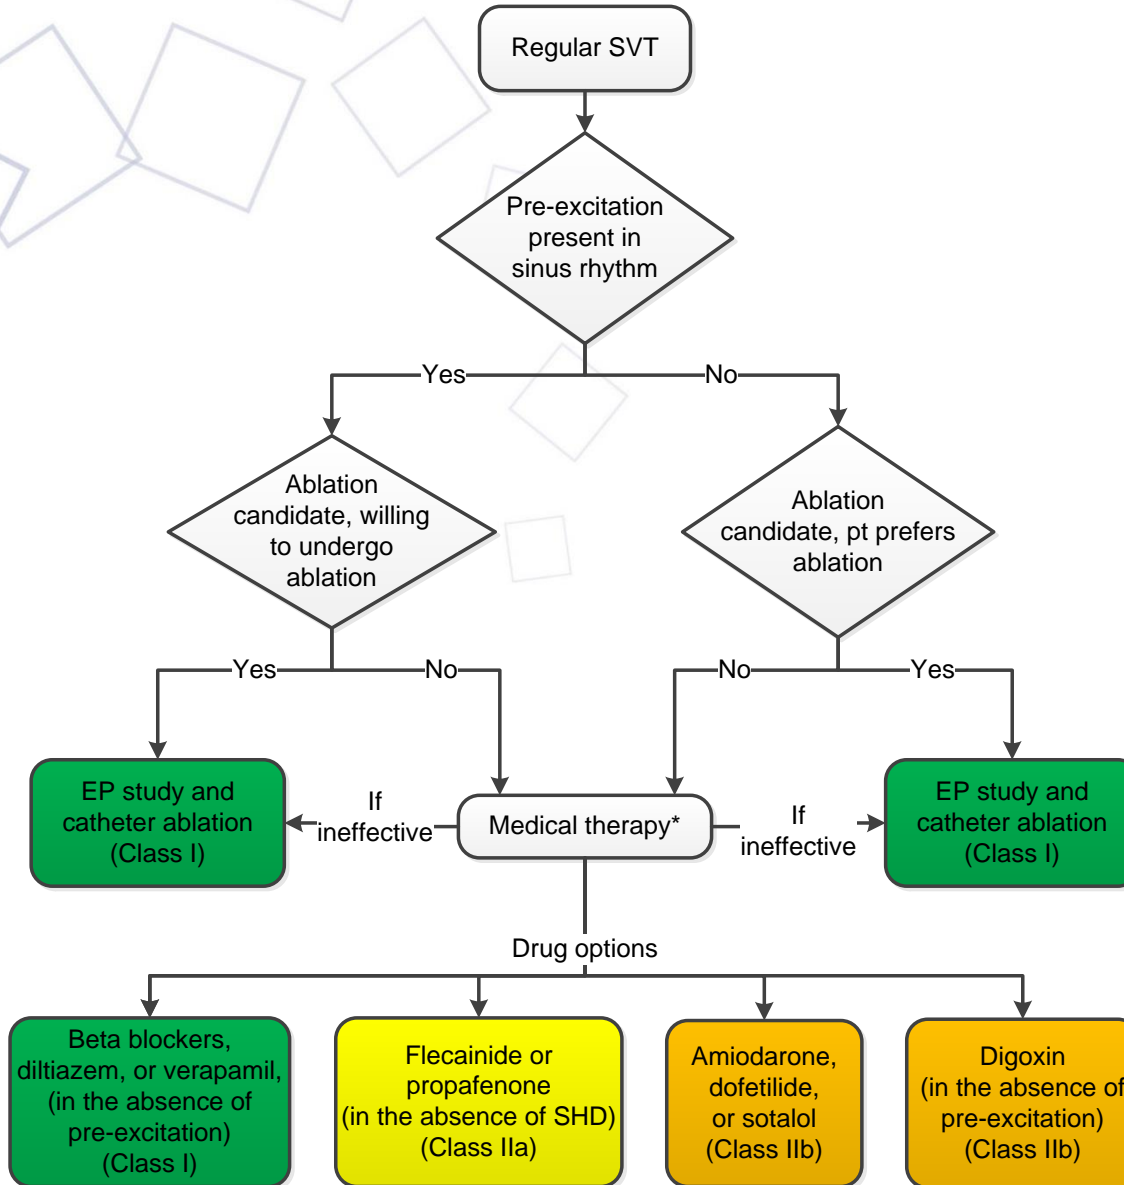 Regular SVT
Pre-excitation
present in
sinus rhythm
Yes
No
Ablation
candidate, willing
to undergo
ablation
Ablation
candidate, pt prefers
ablation
Yes
No
No
Yes
EP study and
catheter ablation
(Class I)
If
ineffective
Medical therapy*
If
ineffective
EP study and
catheter ablation
(Class I)
Drug options
Beta blockers,
diltiazem, or verapamil,
(in the absence of
pre-excitation)
(Class I)
Flecainide or
propafenone
(in the absence of SHD)
(Class IIa)
Amiodarone,
dofetilide,
or sotalol
(Class IIb)
Digoxin
(in the absence of
pre-excitation)
(Class IIb)